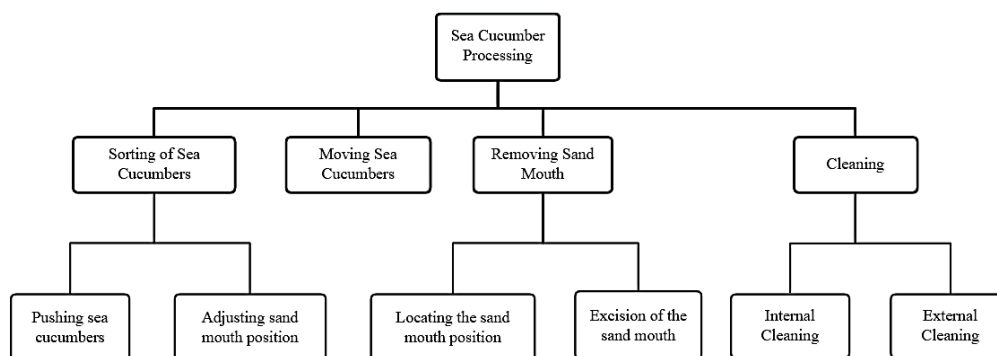 Sea Cucumber
Processing
Sorting of Sea
Cucumbers
Moving Sea
Cucumbers
Removing Sand
Mouth
Cleaning
Pushing sea
cucumbers
Adjusting sand
mouth position
Locating the sand
mouth position
Excision of the
sand mouth
Internal
Cleaning
External
Cleaning